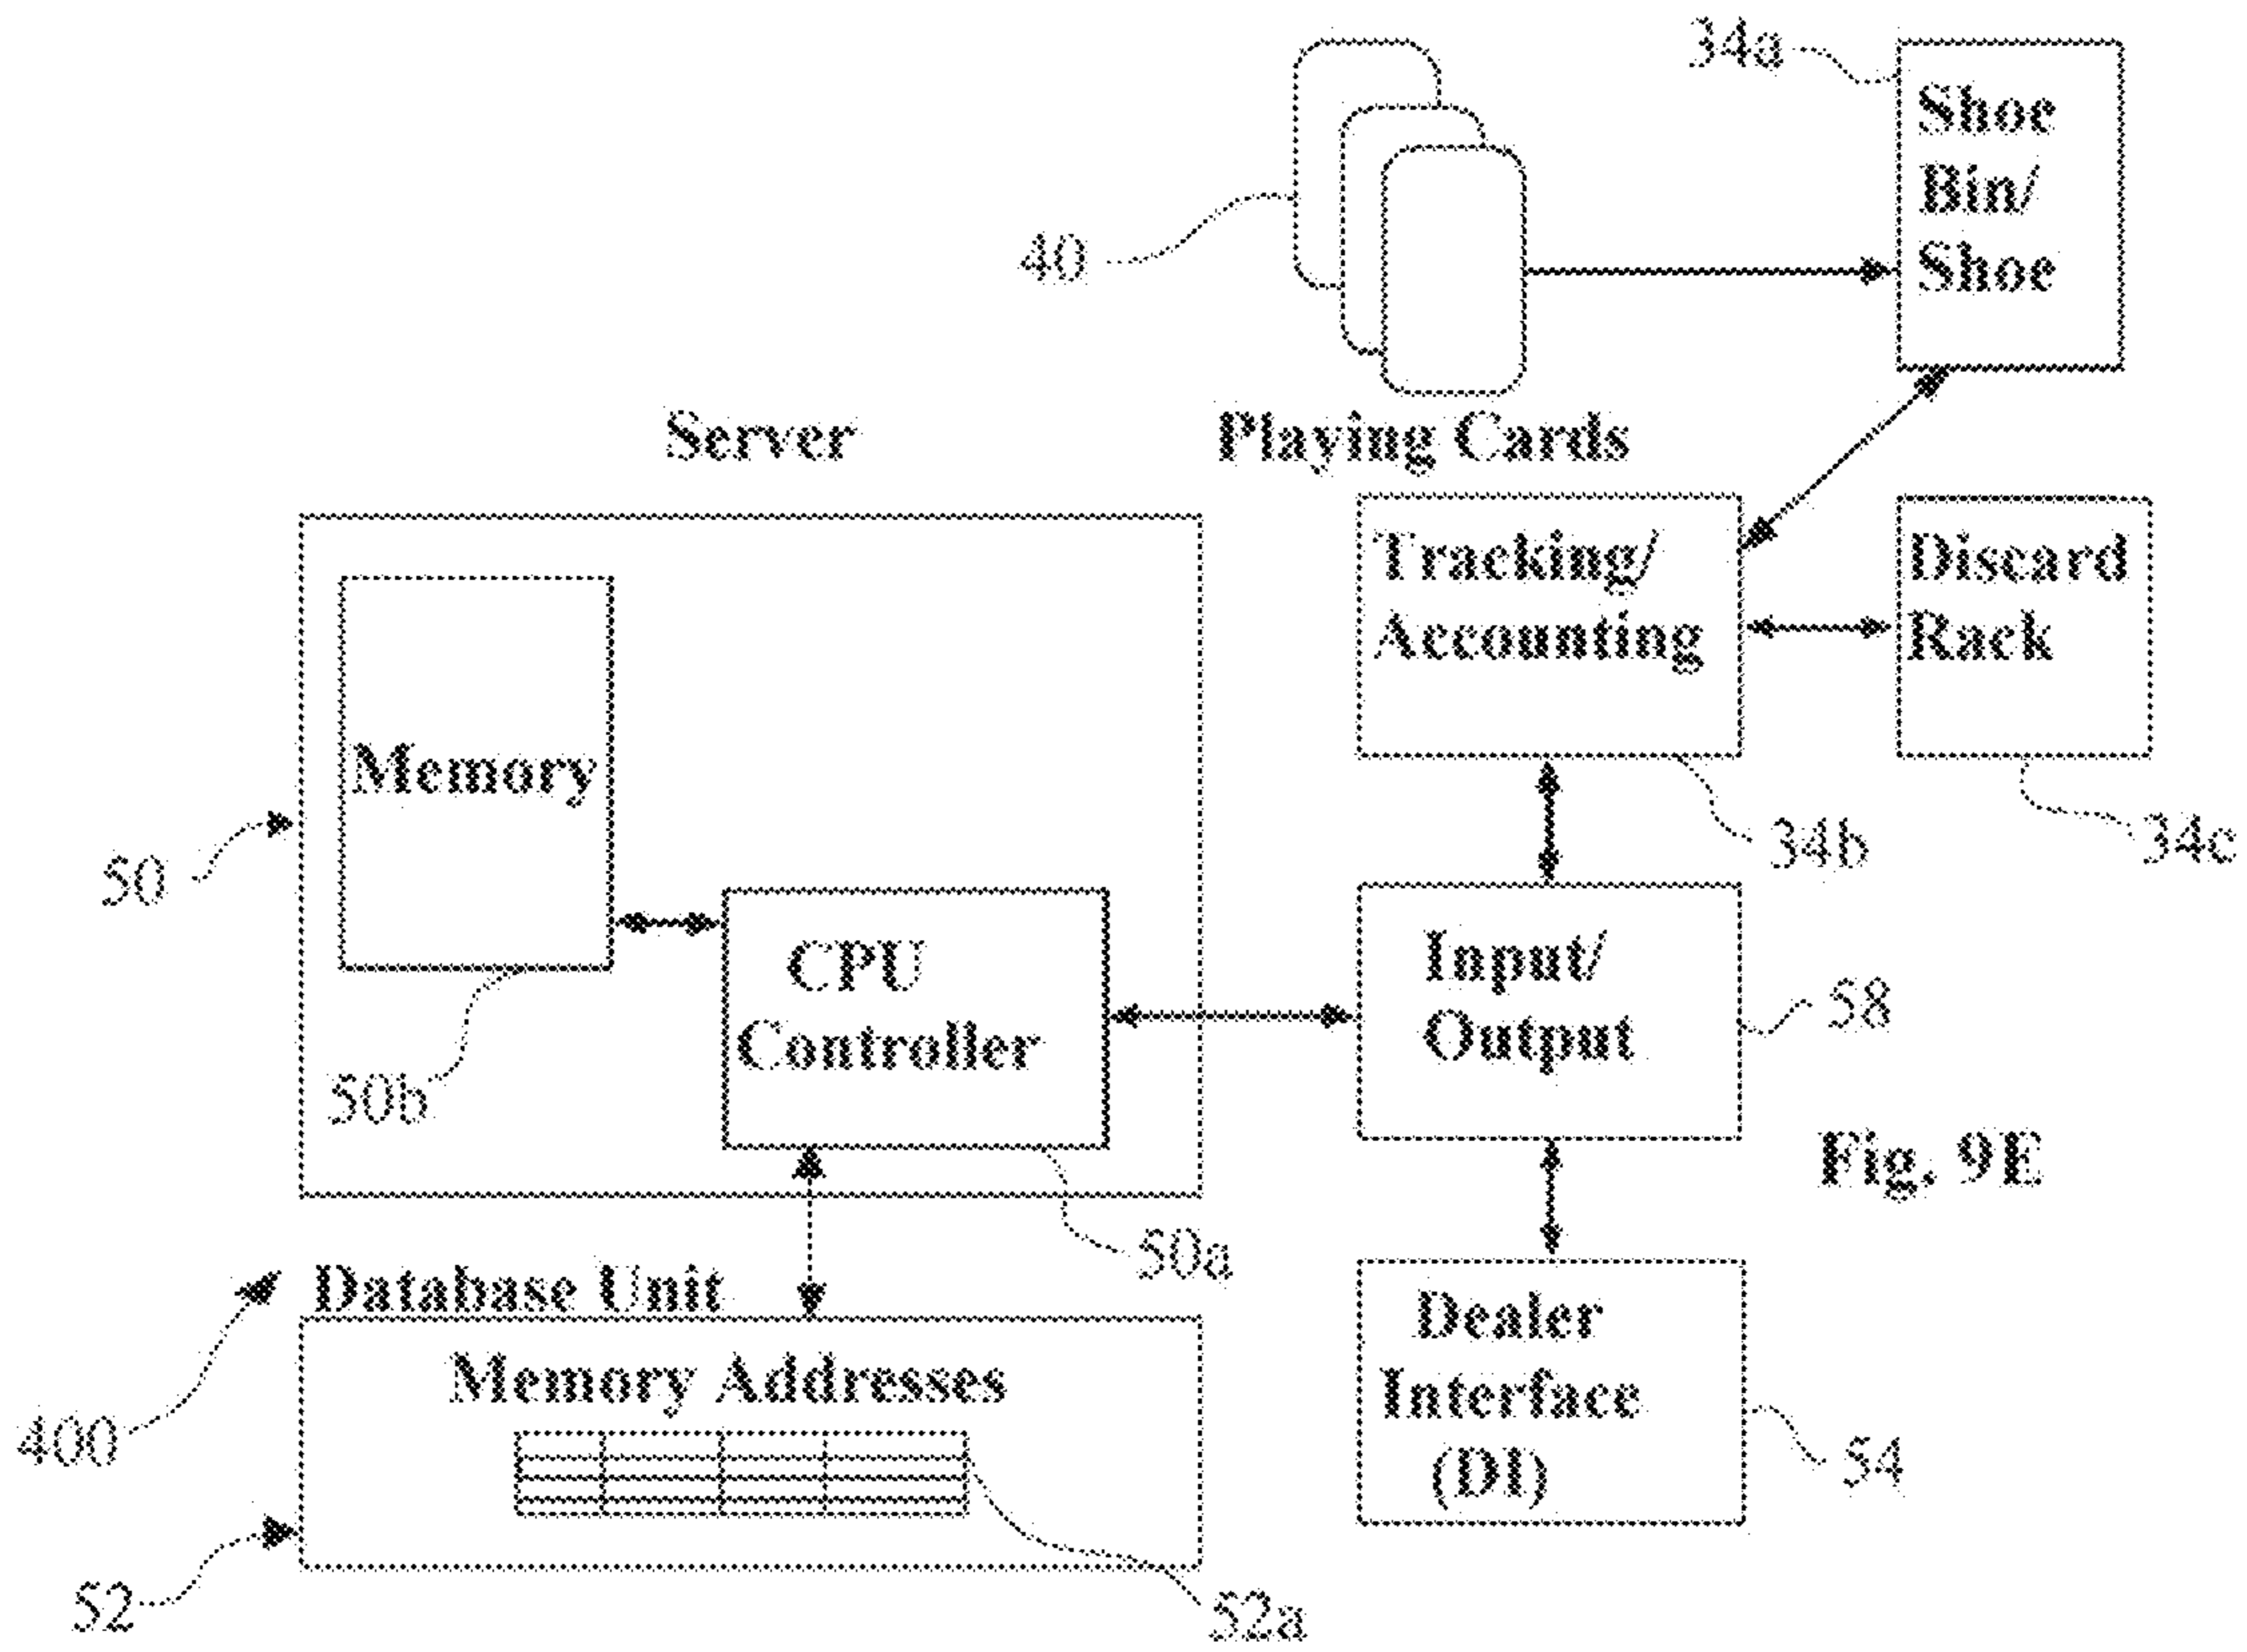 34a
Shoe
Bin/
Shoe
40
Server
Playing Cards
Tracking/
Accounting
Discard
Rack
Memory
50
34b
34c
CPU
Controller
Input/
Output
58
50b
Fig. 9E
50a
400
Database Unit
Memory Addresses
Dealer
Interface
(DI)
54
52
52a